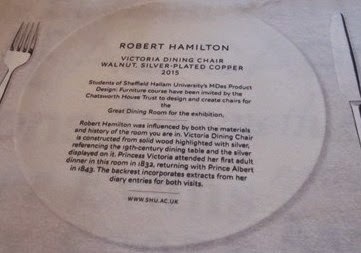 ROBERT HAMILTON
VICTORIA DINING CHAIR
WALNUT, SILVER-PLATED COPPER
2015
Students of Sheffield Hallam University's MDes Product
Design: Furniture course have been invited by the
Chatsworth House Trust to design and create chairs for
the
Great Dining Room for the exhibition.
Robert Hamilton was influenced by both the materials
and history of the room you are in. Victoria Dining Chair
is constructed from solid wood highlighted with silver,
referencing the 19th-century dining table and the silver
displayed on it. Princess Victoria attended her first adult
dinner in this room in 1832, returning with Prince Albert
in 1843. The backrest incorporates extracts from her
diary entries for both visits.
WWW.SHU.AC.UK